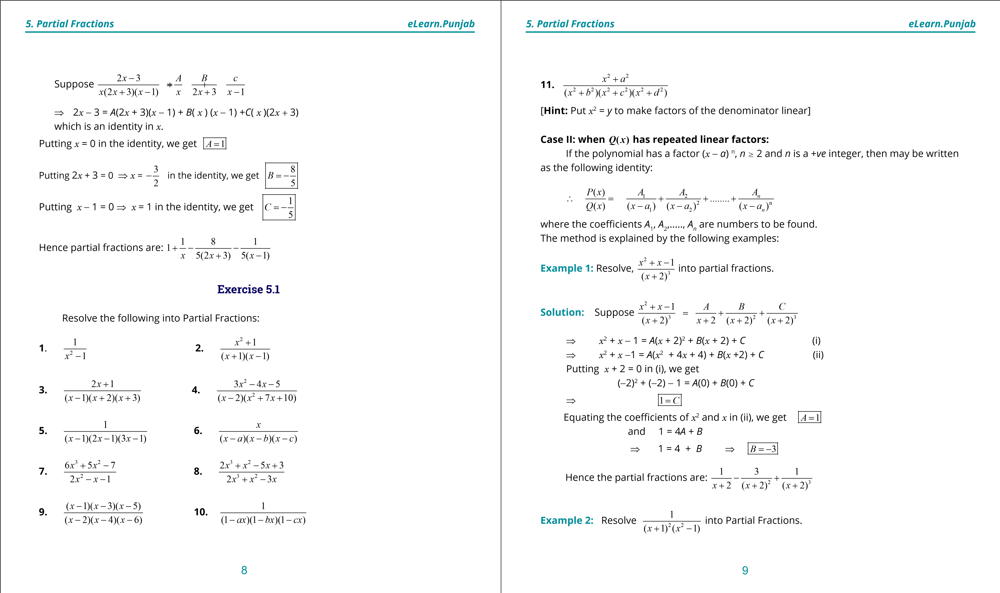 5. Partial Fractions eLearn.Punjab
Suppose \frac{2x-3}{x(2x+3)(x-1)} =+ \frac{A}{x} \frac{B}{2x+3} + \frac{c}{x-1}
⇒ 2x – 3 = A(2x + 3)(x – 1) + B( x ) (x – 1) +C( x )(2x + 3)
which is an identity in x.
Putting x = 0 in the identity, we get A = 1
Putting 2x + 3 = 0 ⇒ x = -\frac{3}{2} in the identity, we get B = -\frac{8}{5}
Putting x – 1 = 0 ⇒ x = 1 in the identity, we get C = -\frac{1}{5}
Hence partial fractions are: 1+\frac{1}{x}-\frac{8}{5(2x+3)}-\frac{1}{5(x-1)}
Exercise 5.1
Resolve the following into Partial Fractions:
1. \frac{1}{x^2-1} 2. \frac{x^2+1}{(x+1)(x-1)}
3. \frac{2x+1}{(x-1)(x+2)(x+3)} 4. \frac{3x^2-4x-5}{(x-2)(x^2+7x+10)}
5. \frac{1}{(x-1)(2x-1)(3x-1)} 6. \frac{x}{(x-a)(x-b)(x-c)}
7. \frac{6x^3+5x^2-7}{2x^2-x-1} 8. \frac{2x^3+x^2-5x+3}{2x^3+x^2-3x}
9. \frac{(x-1)(x-3)(x-5)}{(x-2)(x-4)(x-6)} 10. \frac{1}{(1-ax)(1-bx)(1-cx)}
8
5. Partial Fractions eLearn.Punjab
11. \frac{x^2+a^2}{(x^2+b^2)(x^2+c^2)(x^2+d^2)}
[Hint: Put x² = y to make factors of the denominator linear]
Case II: when Q(x) has repeated linear factors:
If the polynomial has a factor (x – a) ⁿ, n ≥ 2 and n is a +ve integer, then may be written
as the following identity:
∴ \frac{P(x)}{Q(x)} = \frac{A_1}{(x-a_1)}+\frac{A_2}{(x-a_2)^2}+........+\frac{A_n}{(x-a_n)^n}
where the coefficients A₁, A₂,....., Aₙ are numbers to be found.
The method is explained by the following examples:
Example 1: Resolve, \frac{x^2+x-1}{(x+2)^3} into partial fractions.
Solution: Suppose \frac{x^2+x-1}{(x+2)^3} = \frac{A}{x+2}+\frac{B}{(x+2)^2}+\frac{C}{(x+2)^3}
⇒ x² + x – 1 = A(x + 2)² + B(x + 2) + C (i)
⇒ x² + x –1 = A(x² + 4x + 4) + B(x +2) + C (ii)
Putting x + 2 = 0 in (i), we get
(–2)² + (–2) – 1 = A(0) + B(0) + C
⇒ 1 = C
Equating the coefficients of x² and x in (ii), we get A = 1
and 1 = 4A + B
⇒ 1 = 4 + B ⇒ B = –3
Hence the partial fractions are: \frac{1}{x+2}-\frac{3}{(x+2)^2}+\frac{1}{(x+2)^3}
Example 2: Resolve \frac{1}{(x+1)^2(x^2-1)} into Partial Fractions.
9